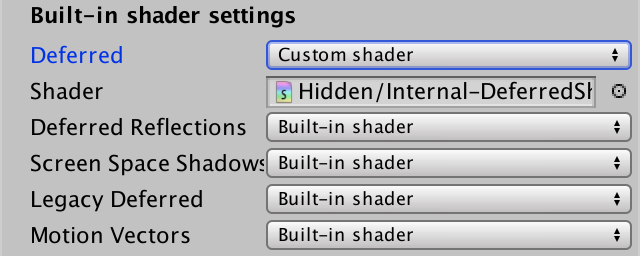 Built-in shader settings
Deferred Custom shader
Shader Hidden/Internal-DeferredSh
Deferred Reflections Built-in shader
Screen Space Shadows Built-in shader
Legacy Deferred Built-in shader
Motion Vectors Built-in shader